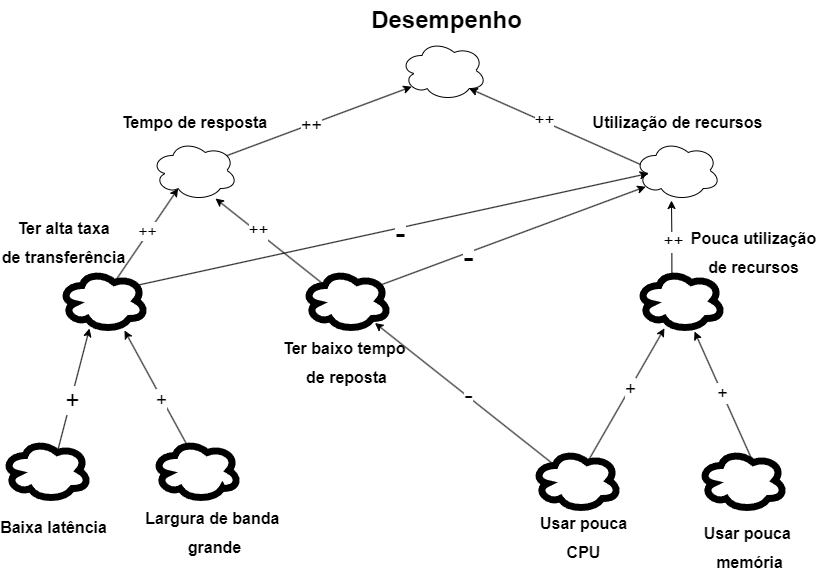 Desempenho
Tempo de resposta
++
++
Utilização de recursos
Ter alta taxa
de transferência
++
++
-
-
++
Pouca utilização
de recursos
Ter baixo tempo
de reposta
+
+
-
+
+
Baixa latência
Largura de banda
grande
Usar pouca
CPU
Usar pouca
memória